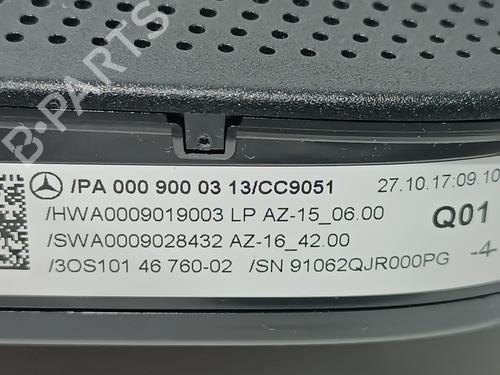 B-PARTS
/PA 000 900 03 13/CC9051 27.10.17:09.10
/HWA0009019003 LP AZ-15_06.00 Q01
/SWA0009028432 AZ-16_42.00
/3OS101 46 760-02 /SN 91062QJR000PG -4-